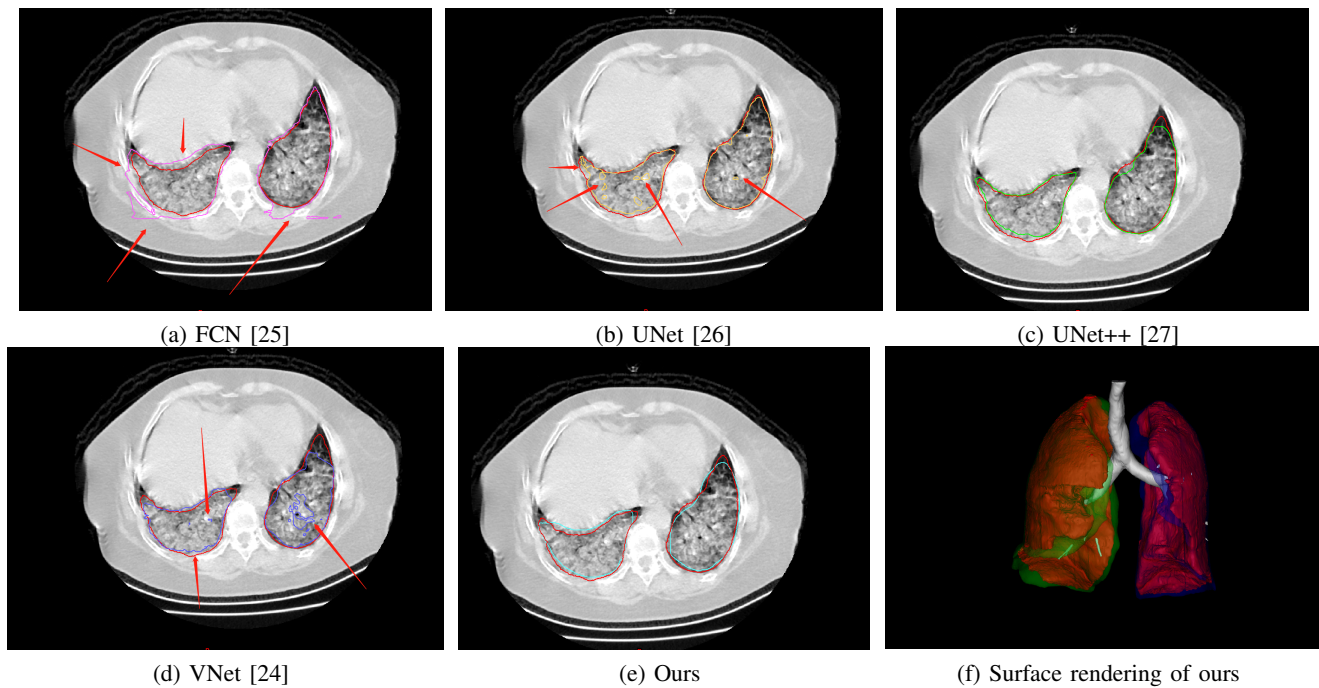 (a) FCN [25]
(b) UNet [26]
(c) UNet++ [27]
(d) VNet [24]
(e) Ours
(f) Surface rendering of ours